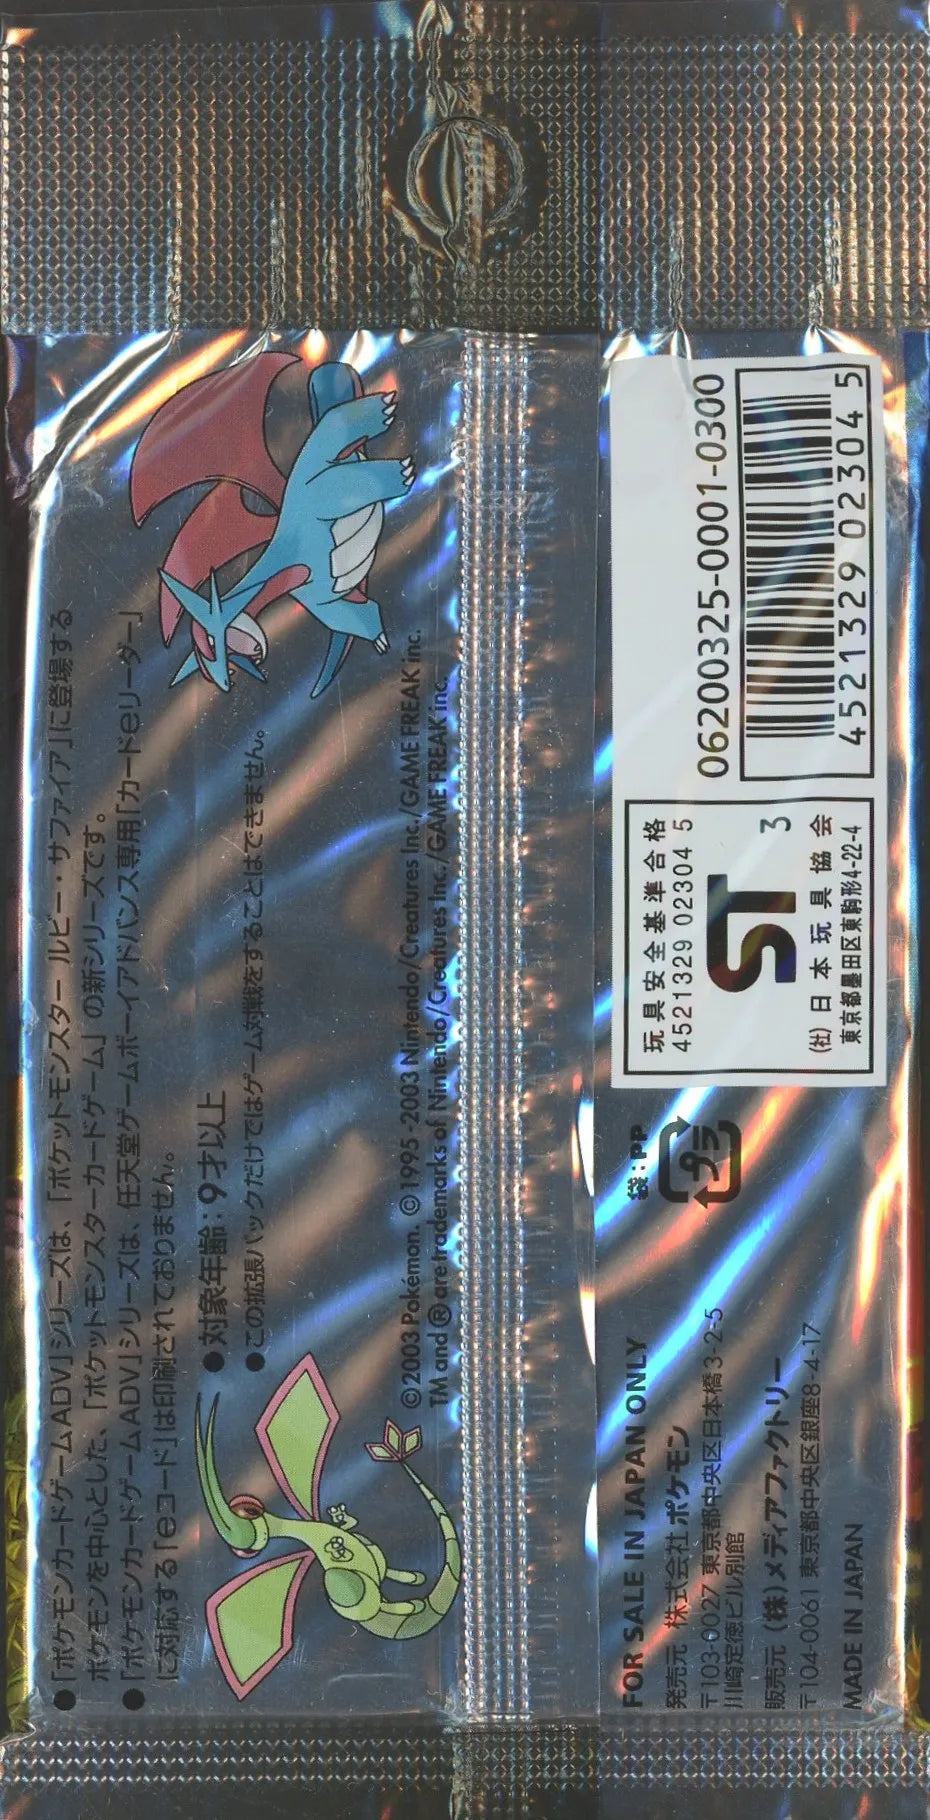 ●「ポケモンカードゲームADV」シリーズは、「ポケットモンスター ルビー・サファイア」に登場する
ポケモンを中心とした、「ポケットモンスターカードゲーム」の新シリーズです。
●「ポケモンカードゲームADV」シリーズは、任天堂ゲームボーイアドバンス専用「カードeリーダー」
に対応する「eコード」は印刷されておりません。
●対象年齢:9才以上
●この拡張パックだけではゲーム対戦をすることはできません。
©2003 Pokémon. ©1995-2003 Nintendo/Creatures Inc./GAME FREAK inc.
TM and ® are trademarks of Nintendo/Creatures Inc./GAME FREAK inc.
FOR SALE IN JAPAN ONLY
発売元 株式会社ポケモン
〒103-0027 東京都中央区日本橋3-2-5
川崎定徳ビル別館
販売元 (株)メディアファクトリー
〒104-0061 東京都中央区銀座8-4-17
MADE IN JAPAN
袋:PP
プラ
玩具安全基準合格
4521329 02304 5
ST
3
(社)日本玩具協会
東京都墨田区東駒形4-22-4
06200325-0001-0300
4521329023045